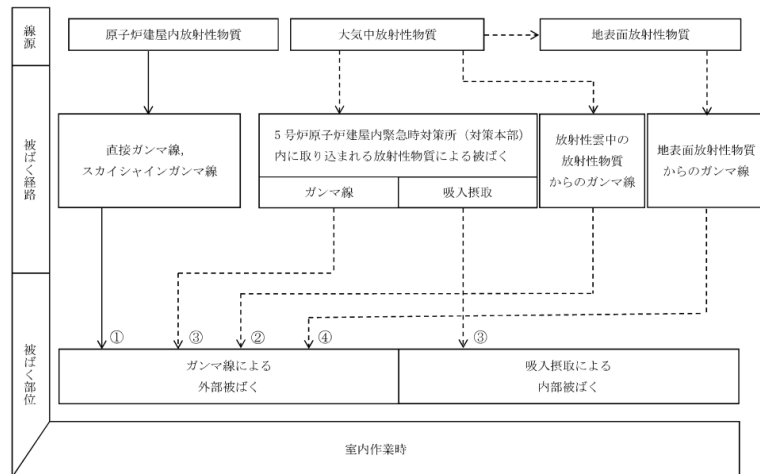 線源
原子炉建屋内放射性物質
大気中放射性物質
地表面放射性物質
被ばく経路
直接ガンマ線,
スカイシャインガンマ線
5号炉原子炉建屋内緊急時対策所（対策本部）
内に取り込まれる放射性物質による被ばく
ガンマ線
吸入摂取
放射性雲中の
放射性物質
からのガンマ線
地表面放射性物質
からのガンマ線
①
③
②
④
③
被ばく部位
ガンマ線による
外部被ばく
吸入摂取による
内部被ばく
室内作業時